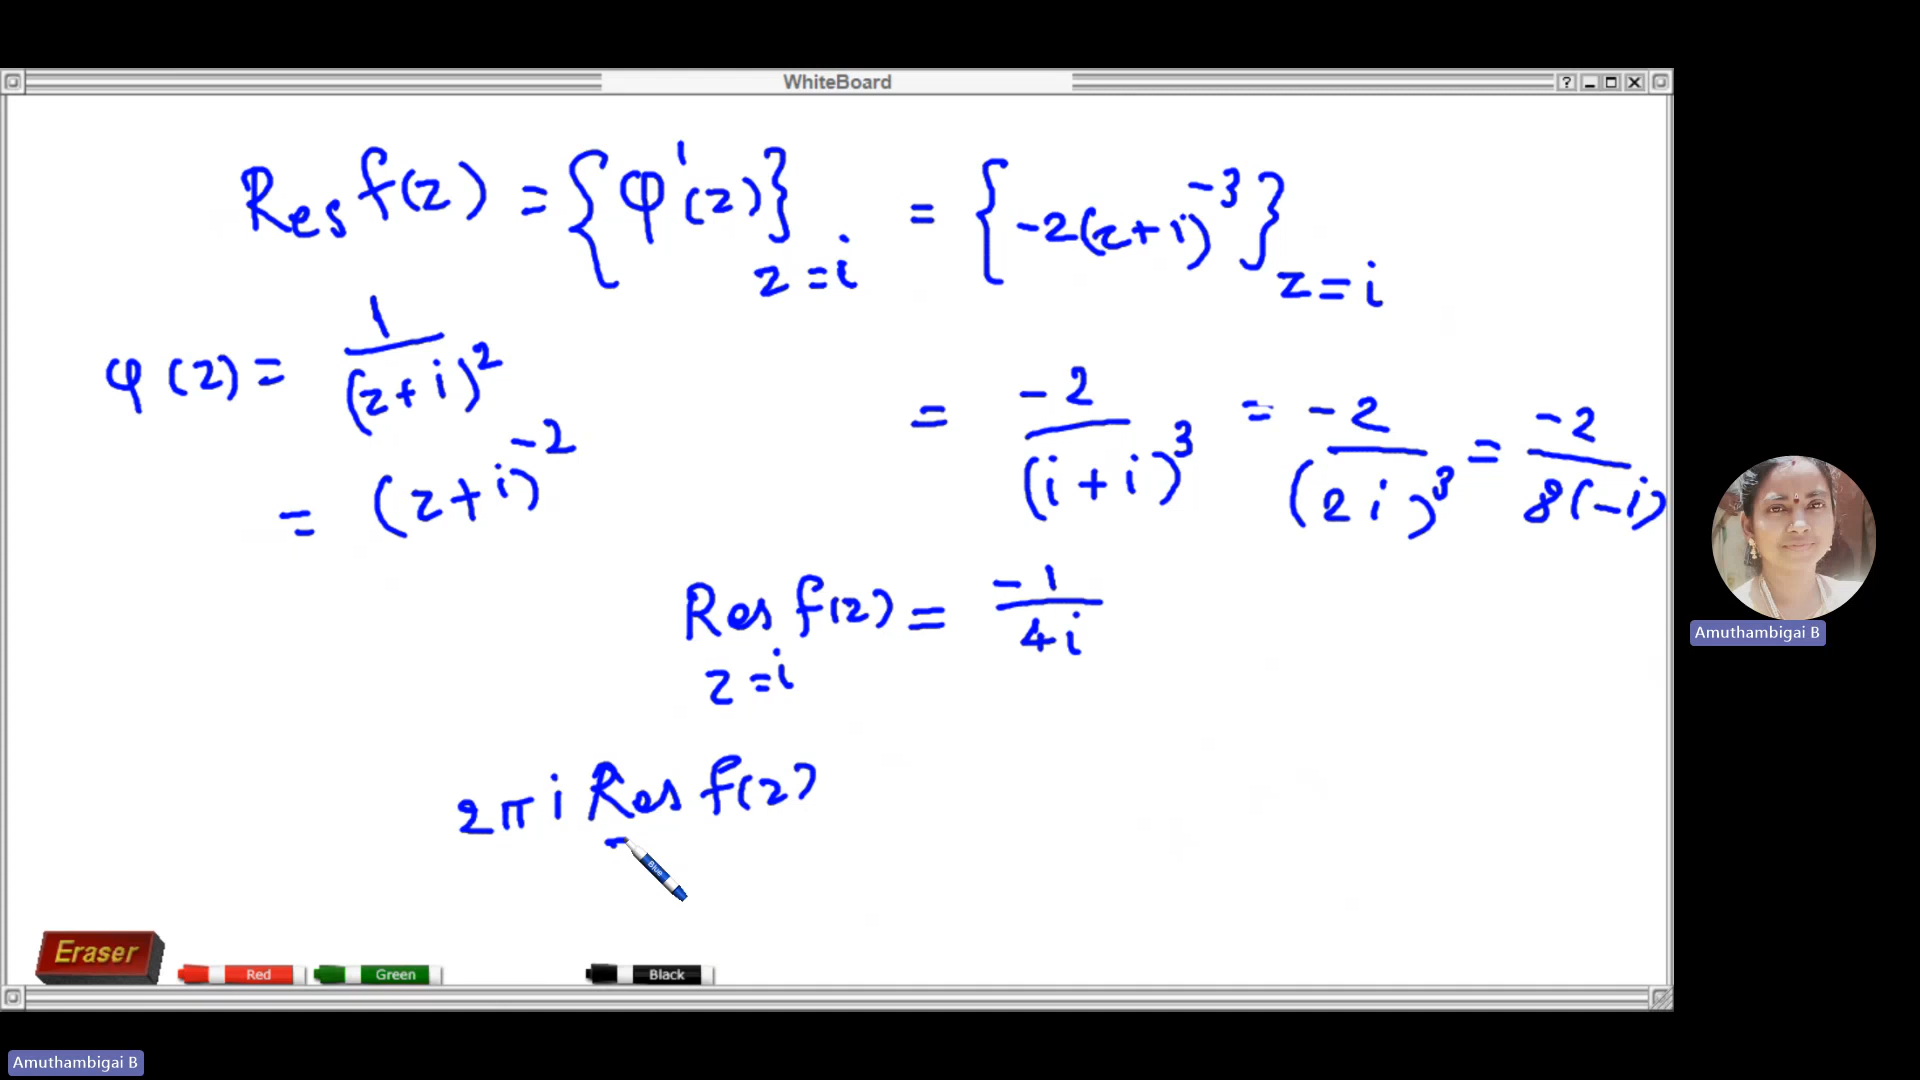 WhiteBoard
Res f(z) = {φ'(z)} z=i = {-2(z+i)^-3} z=i
φ(z) = 1/(z+i)^2
= (z+i)^-2
= -2/(i+i)^3 = -2/(2i)^3 = -2/8(-i)
Res f(z) = -1/4i
z=i
2πi Res f(z)
Amuthambigai B
Eraser
Red
Green
Blue
Black
Amuthambigai B